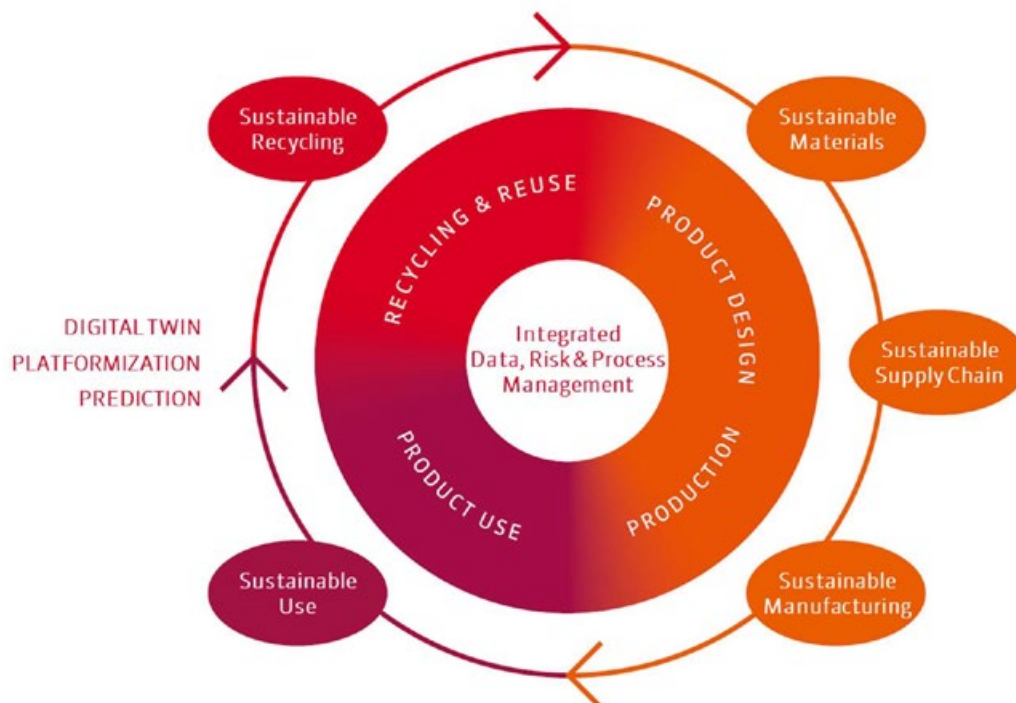 Sustainable
Recycling
Sustainable
Materials
RECYCLING & REUSE
PRODUCT DESIGN
Integrated
Data, Risk & Process
Management
DIGITAL TWIN
PLATFORMIZATION
PREDICTION
Sustainable
Supply Chain
PRODUCT USE
PRODUCTION
Sustainable
Use
Sustainable
Manufacturing